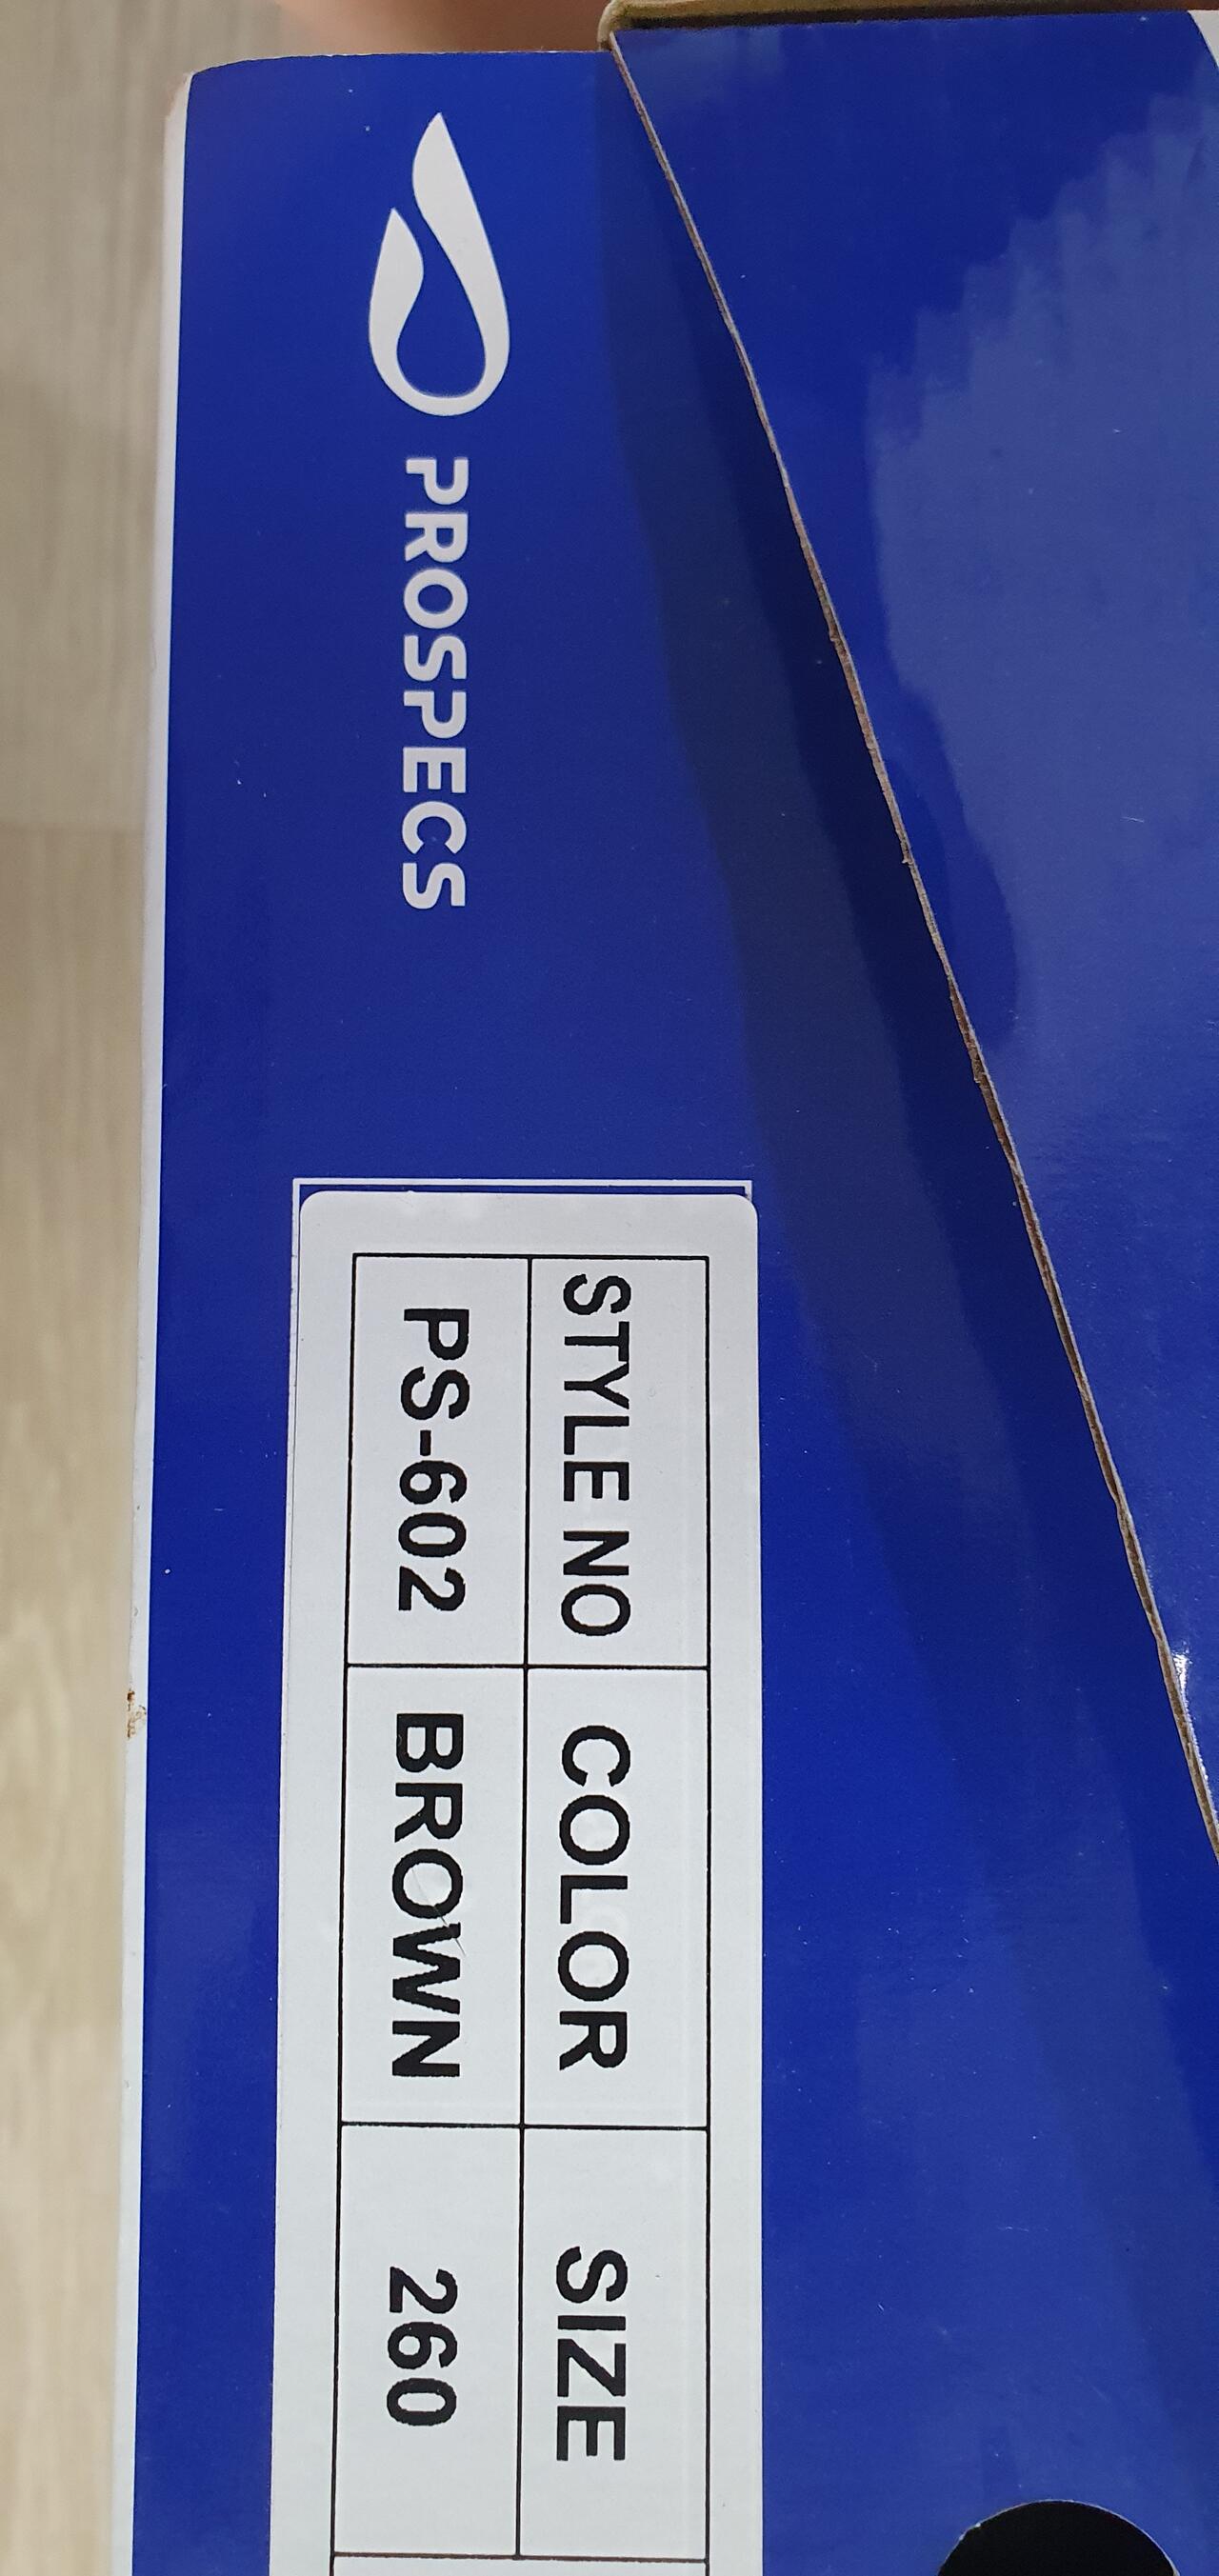 PROSPECS
STYLE NO COLOR SIZE
PS-602 BROWN 260